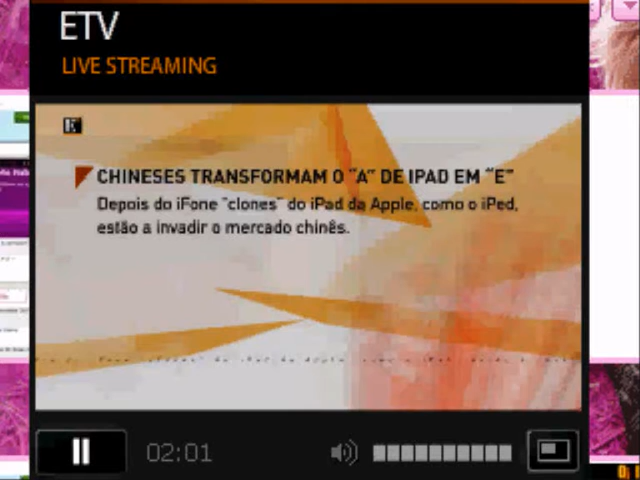 ETV
LIVE STREAMING
E
CHINESES TRANSFORMAM O "A" DE IPAD EM "E"
Depois do iFone "clones" do iPad da Apple, como o iPed,
estão a invadir o mercado chinês.
02:01